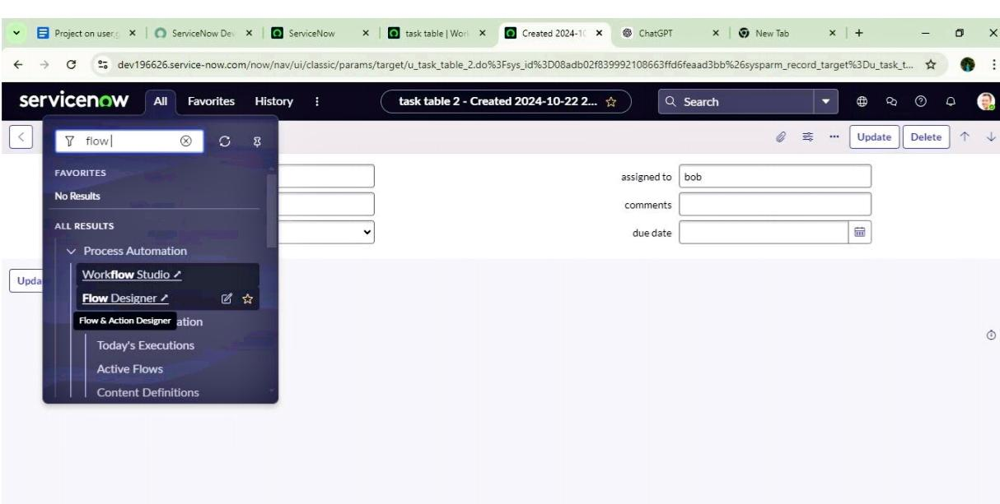 Project on user,g
ServiceNow Dev
ServiceNow
task table | Work
Created 2024-10
ChatGPT
New Tab
dev196626.service-now.com/now/nav/ui/classic/params/target/u_task_table_2.do%3Fsys_id%3D08adb02f839992108663ffd6feaad3bb%26sysparm_record_target%3Du_task_t...
servicenow All Favorites History task table 2 - Created 2024-10-22 2... Search
flow
Update Delete
FAVORITES
No Results
ALL RESULTS
Process Automation
Workflow Studio
Flow Designer
Flow & Action Designer ation
Today's Executions
Active Flows
Content Definitions
assigned to bob
comments
due date
Upda